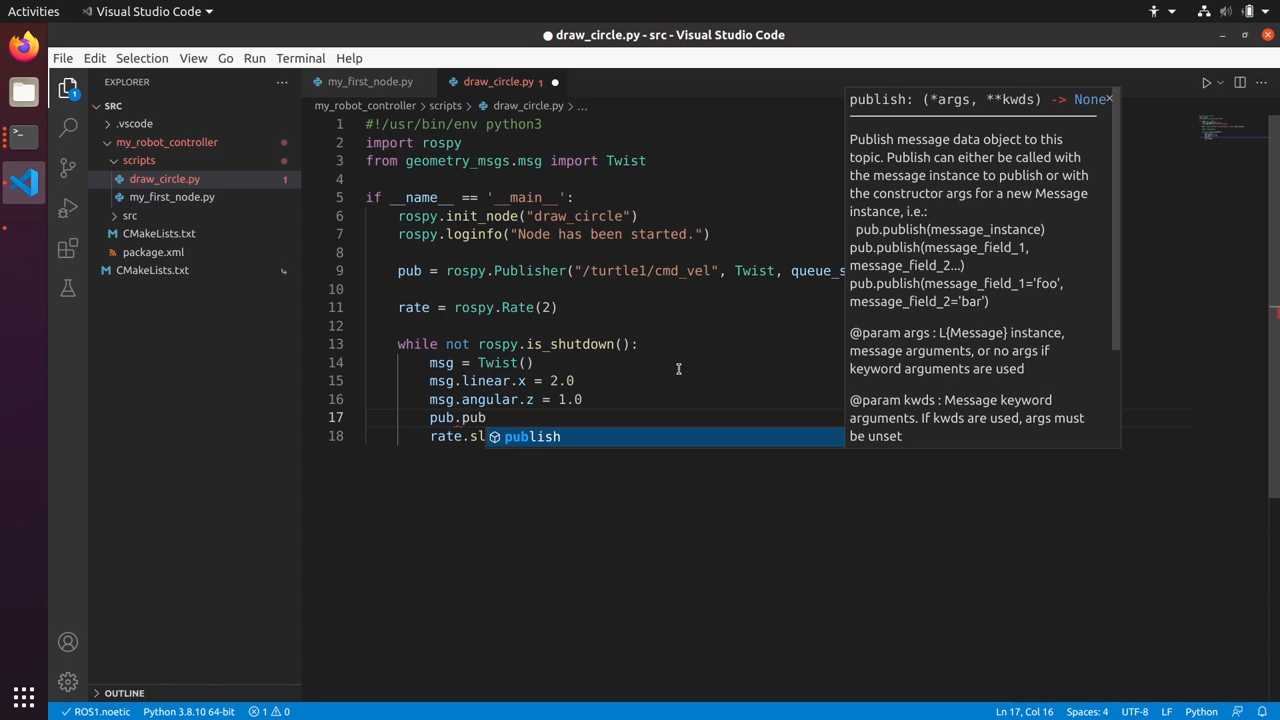 Activities
Visual Studio Code
draw_circle.py - src - Visual Studio Code
File Edit Selection View Go Run Terminal Help
1
EXPLORER
SRC
.vscode
my_robot_controller
scripts
draw_circle.py 1
my_first_node.py
src
CMakeLists.txt
package.xml
CMakeLists.txt
OUTLINE
my_first_node.py
draw_circle.py 1
my_robot_controller > scripts > draw_circle.py > ...
1 #!/usr/bin/env python3
2 import rospy
3 from geometry_msgs.msg import Twist
4
5 if __name__ == '__main__':
6 rospy.init_node("draw_circle")
7 rospy.loginfo("Node has been started.")
8
9 pub = rospy.Publisher("/turtle1/cmd_vel", Twist, queue_s
10
11 rate = rospy.Rate(2)
12
13 while not rospy.is_shutdown():
14 msg = Twist()
15 msg.linear.x = 2.0
16 msg.angular.z = 1.0
17 pub.pub
18 rate.sl
publish
publish: (*args, **kwds) -> None
Publish message data object to this
topic. Publish can either be called with
the message instance to publish or with
the constructor args for a new Message
instance, i.e.:
pub.publish(message_instance)
pub.publish(message_field_1,
message_field_2...)
pub.publish(message_field_1='foo',
message_field_2='bar')
@param args : L{Message} instance,
message arguments, or no args if
keyword arguments are used
@param kwds : Message keyword
arguments. If kwds are used, args must
be unset
ROS1.noetic Python 3.8.10 64-bit 1 0 Ln 17, Col 16 Spaces: 4 UTF-8 LF Python